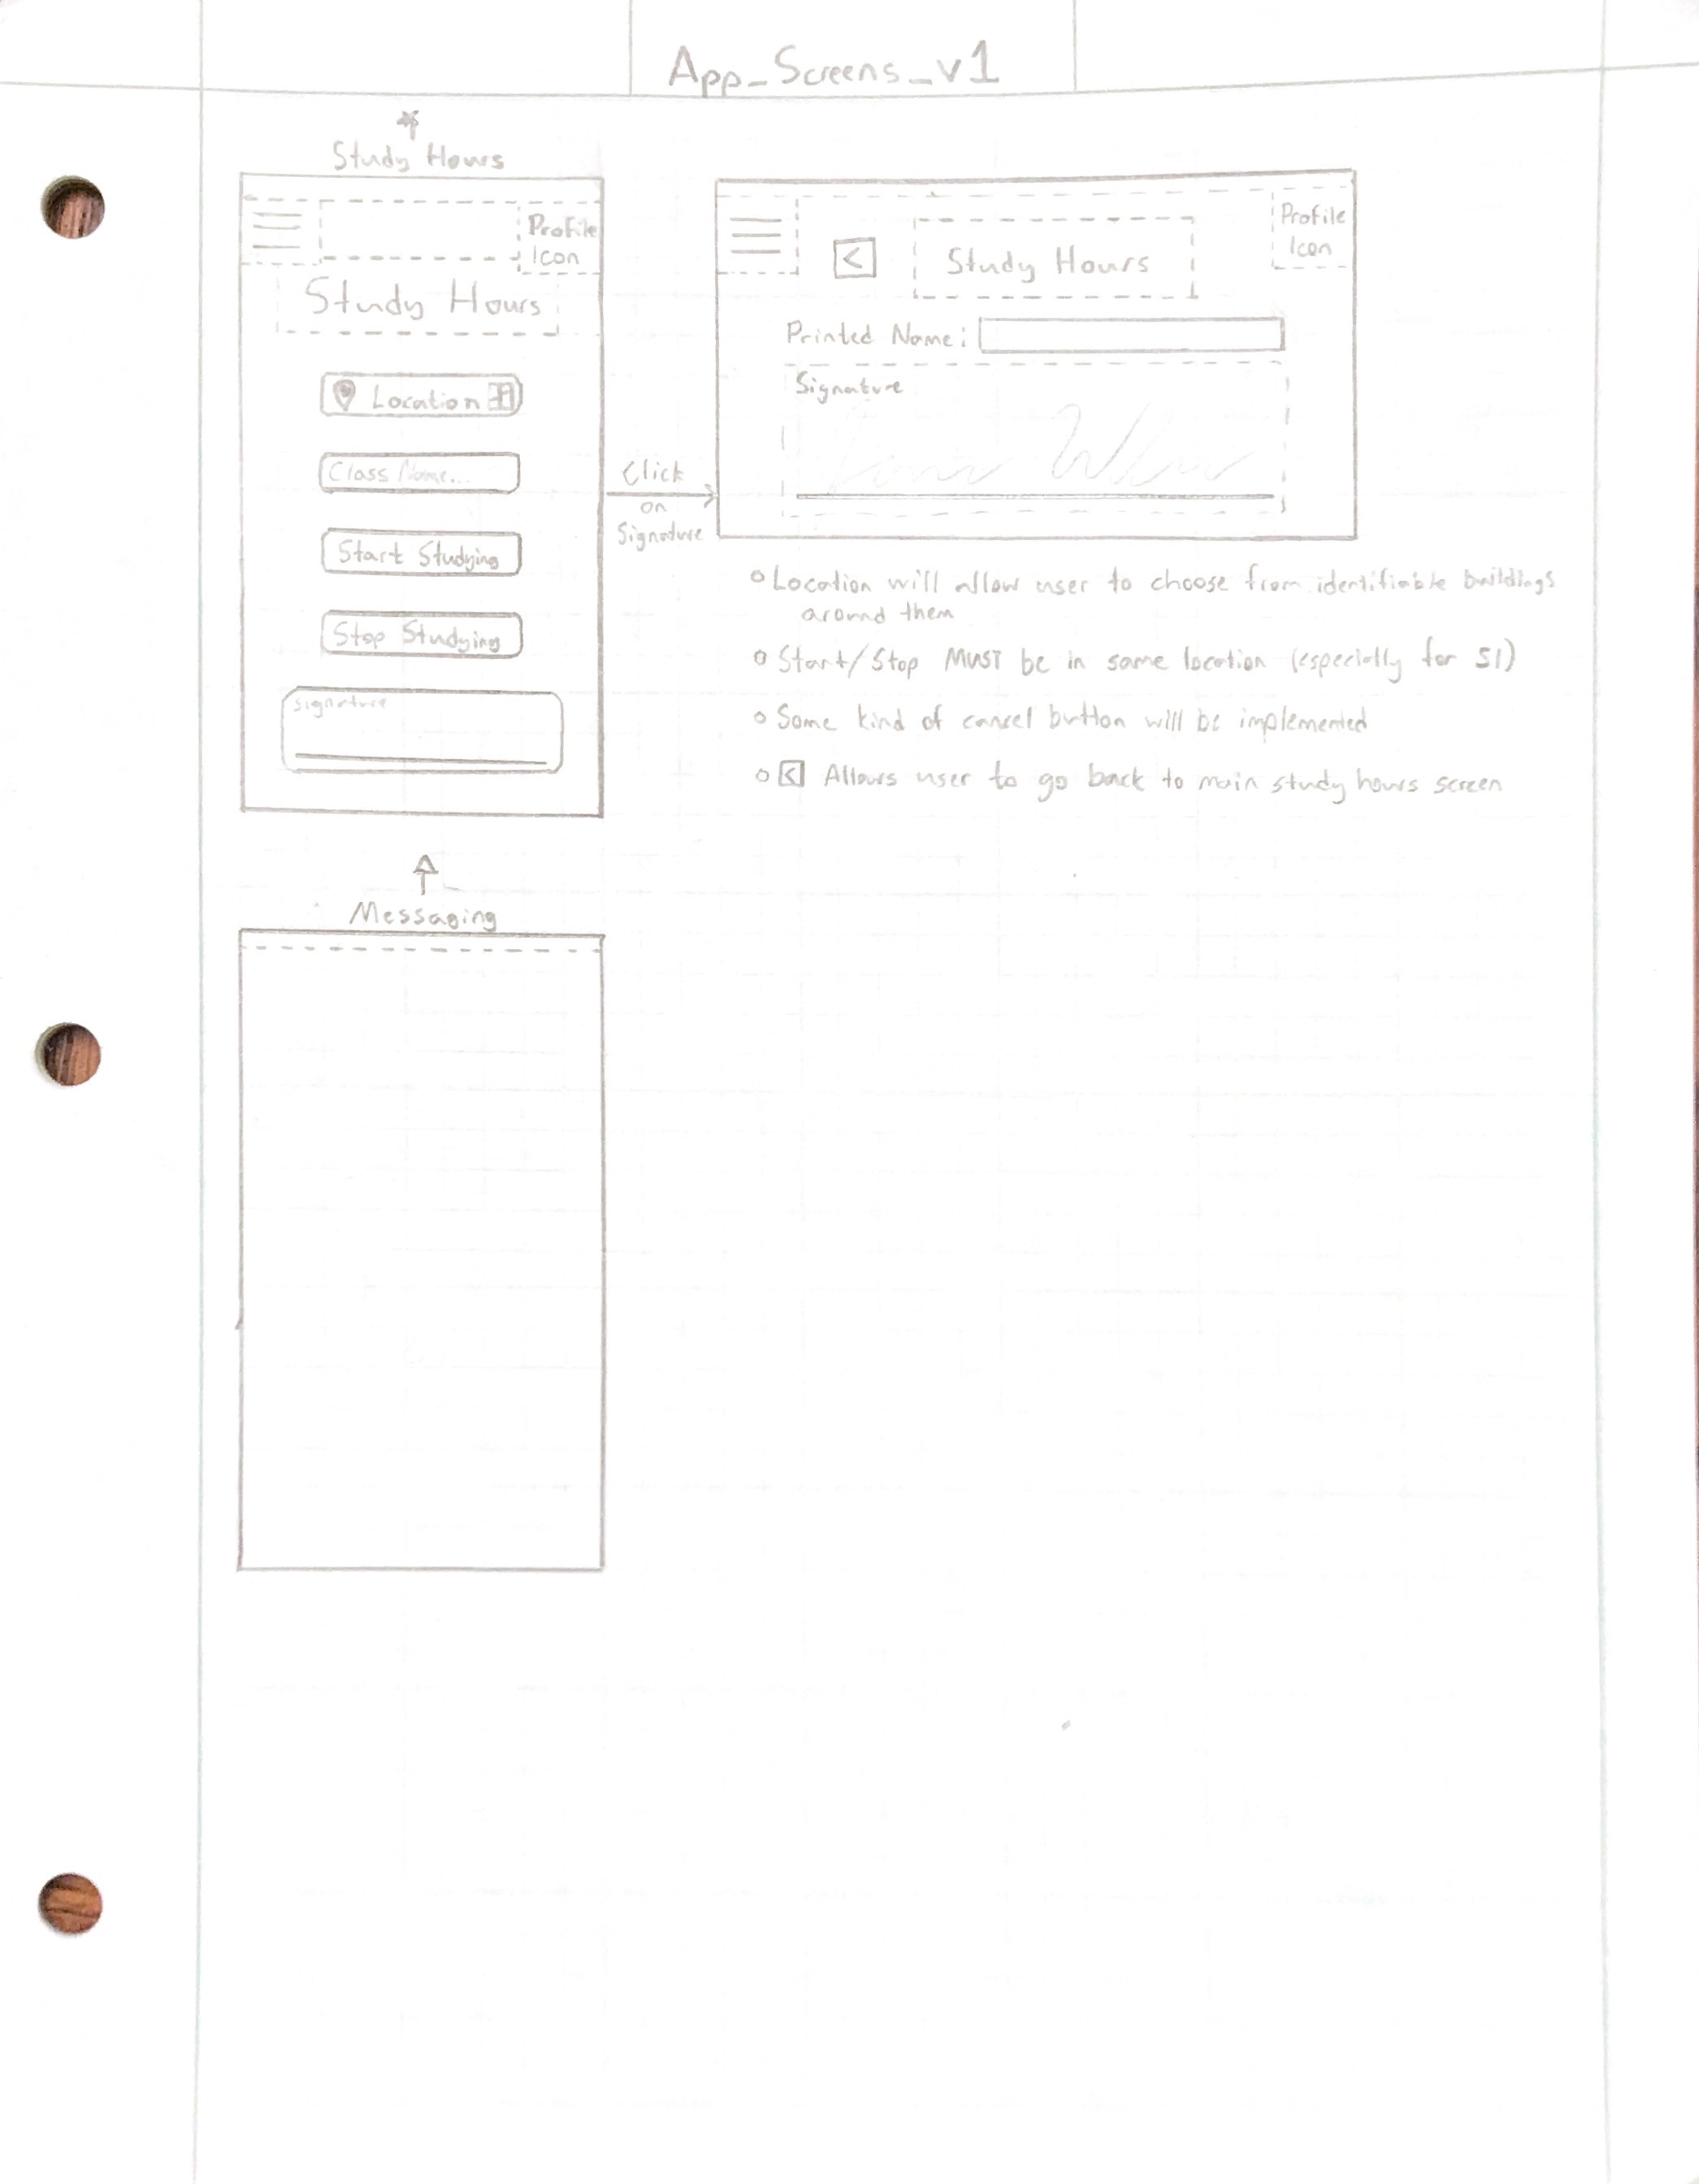 App_Screens_v1
Study Hours
Profile
Icon
Study Hours
Location
Class Name...
Start Studying
Stop Studying
Signature
Click
on
Signature
Profile
Icon
<
Study Hours
Printed Name:
Signature
Location will allow user to choose from identifiable buildings
around them
Start/Stop MUST be in same location (especially for SI)
Some kind of cancel button will be implemented
< Allows user to go back to main study hours screen
Messaging